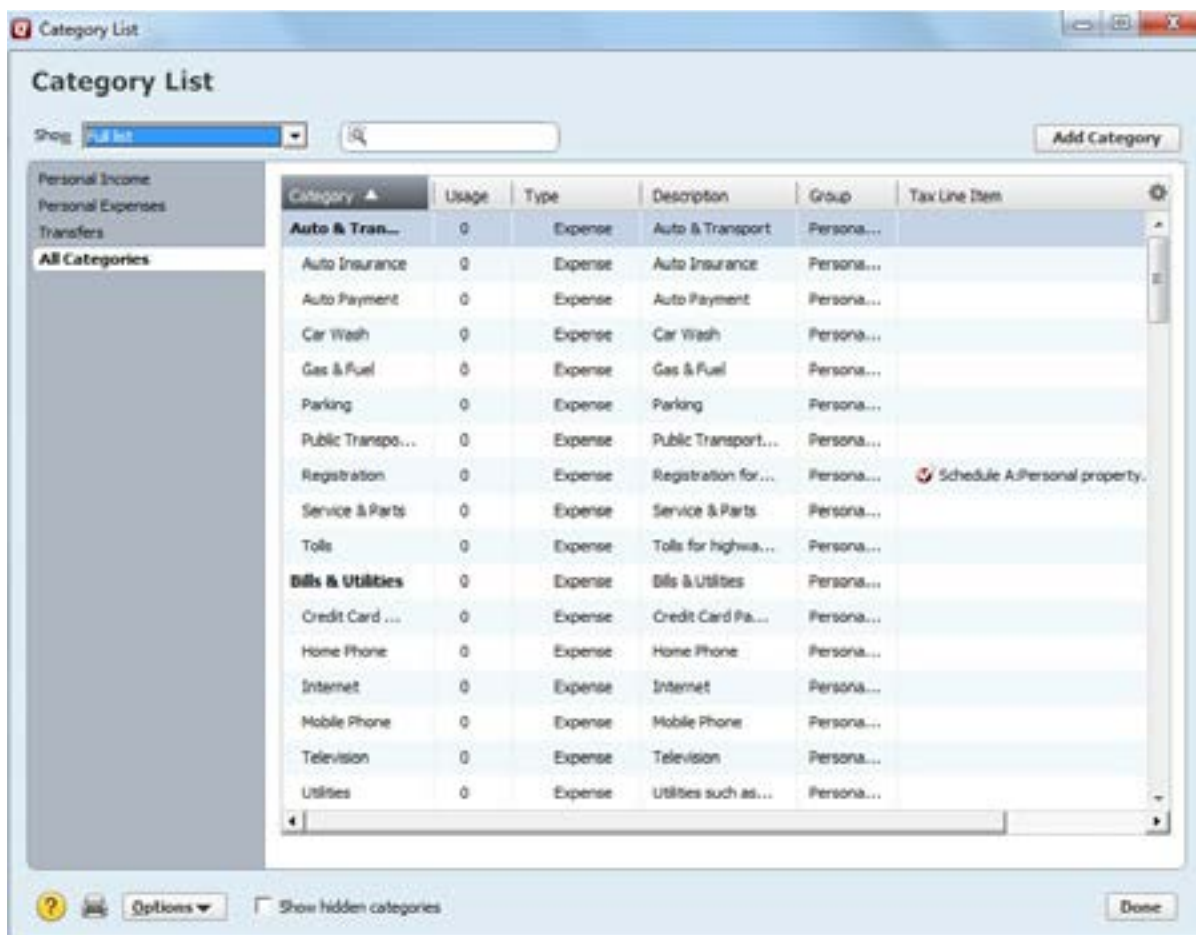 Category List
Category List
Show Full list
Add Category
Personal Income
Personal Expenses
Transfers
All Categories
Category Usage Type Description Group Tax Line Item
Auto & Tran... 0 Expense Auto & Transport Persona...
Auto Insurance 0 Expense Auto Insurance Persona...
Auto Payment 0 Expense Auto Payment Persona...
Car Wash 0 Expense Car Wash Persona...
Gas & Fuel 0 Expense Gas & Fuel Persona...
Parking 0 Expense Parking Persona...
Public Transpo... 0 Expense Public Transport... Persona...
Registration 0 Expense Registration for... Persona... Schedule A:Personal property.
Service & Parts 0 Expense Service & Parts Persona...
Tolls 0 Expense Tolls for highwa... Persona...
Bills & Utilities 0 Expense Bills & Utilities Persona...
Credit Card ... 0 Expense Credit Card Pa... Persona...
Home Phone 0 Expense Home Phone Persona...
Internet 0 Expense Internet Persona...
Mobile Phone 0 Expense Mobile Phone Persona...
Television 0 Expense Television Persona...
Utilities 0 Expense Utilities such as... Persona...
? Options Show hidden categories Done